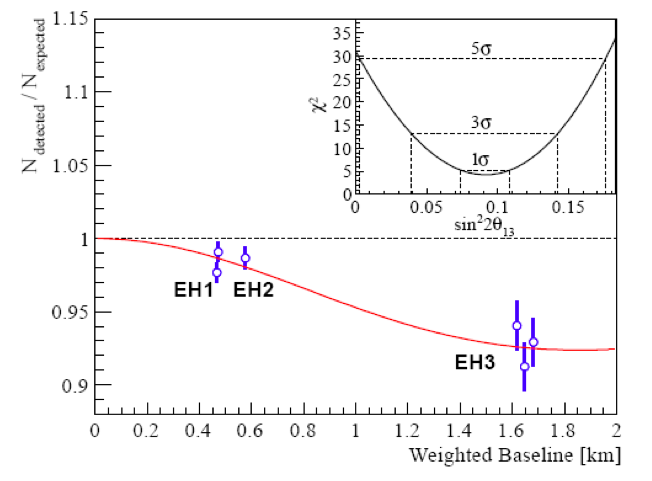 N detected / N expected
1.15
1.1
1.05
1
0.95
0.9
0 0.2 0.4 0.6 0.8 1 1.2 1.4 1.6 1.8 2
Weighted Baseline [km]
EH1 EH2
EH3
χ²
35
30
25
20
15
10
5
0
5σ
3σ
1σ
0 0.05 0.1 0.15
sin²2θ₁₃